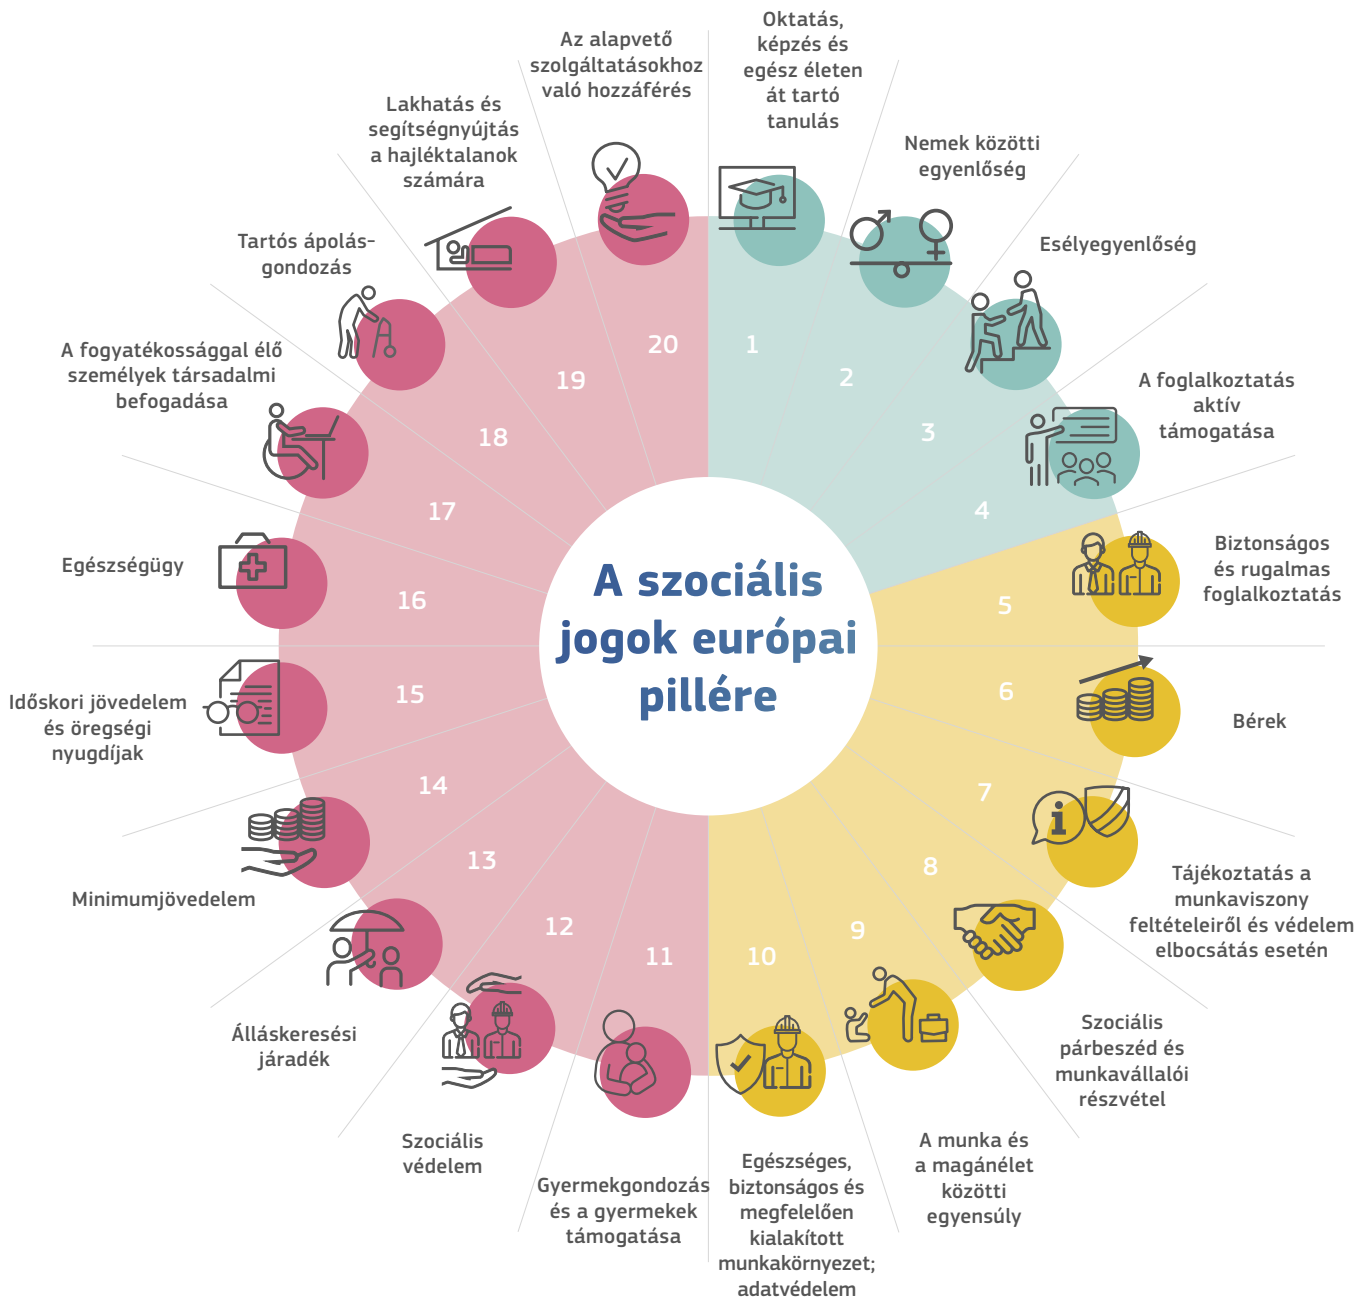 A szociális
jogok európai
pillére
1
Oktatás,
képzés és
egész életen
át tartó
tanulás
2
Nemek közötti
egyenlőség
3
Esélyegyenlőség
4
A foglalkoztatás
aktív
támogatása
5
Biztonságos
és rugalmas
foglalkoztatás
6
Bérek
7
Tájékoztatás a
munkaviszony
feltételeiről és védelem
elbocsátás esetén
8
Szociális
párbeszéd és
munkavállalói
részvétel
9
A munka és
a magánélet
közötti
egyensúly
10
Egészséges,
biztonságos és
megfelelően
kialakított
munkakörnyezet;
adatvédelem
11
Gyermekgondozás
és a gyermekek
támogatása
12
Szociális
védelem
13
Álláskeresési
járadék
14
Minimumjövedelem
15
Időskori jövedelem
és öregségi
nyugdíjak
16
Egészségügy
17
A fogyatékossággal élő
személyek társadalmi
befogadása
18
Tartós ápolás-
gondozás
19
Lakhatás és
segítségnyújtás
a hajléktalanok
számára
20
Az alapvető
szolgáltatásokhoz
való hozzáférés
i